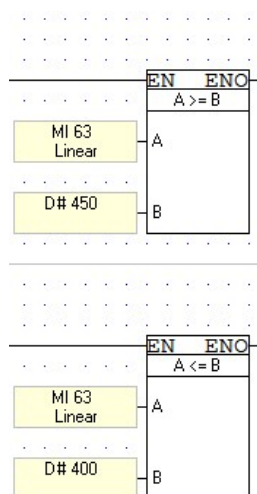 EN ENO
A >= B
MI 63
Linear
A
D# 450
B
EN ENO
A <= B
MI 63
Linear
A
D# 400
B